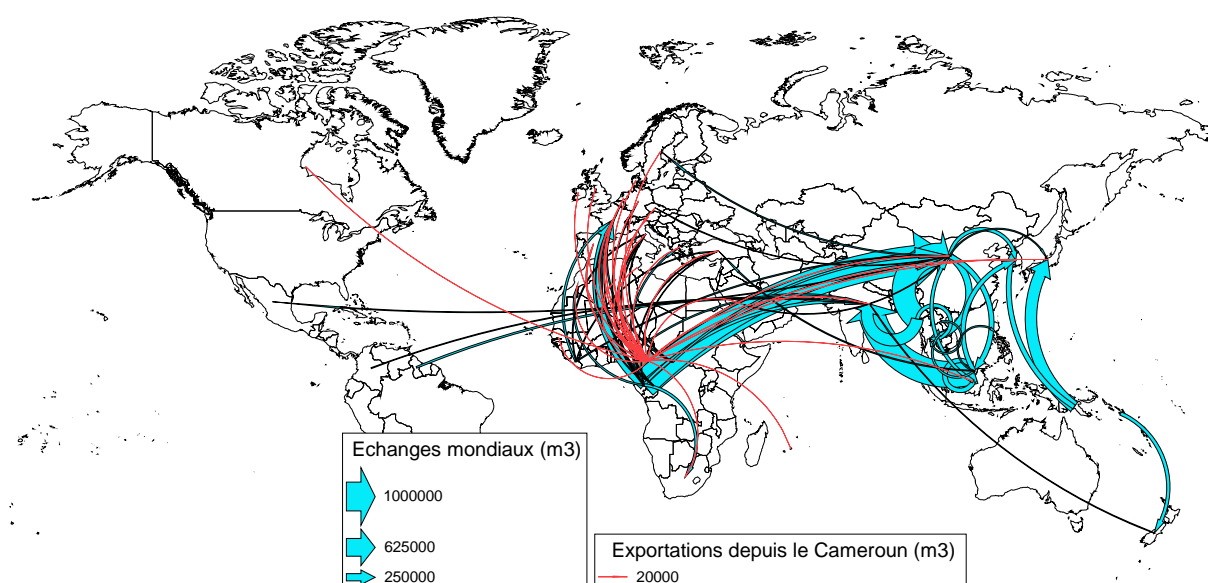 Echanges mondiaux (m3)
1000000
625000
250000
Exportations depuis le Cameroun (m3)
20000